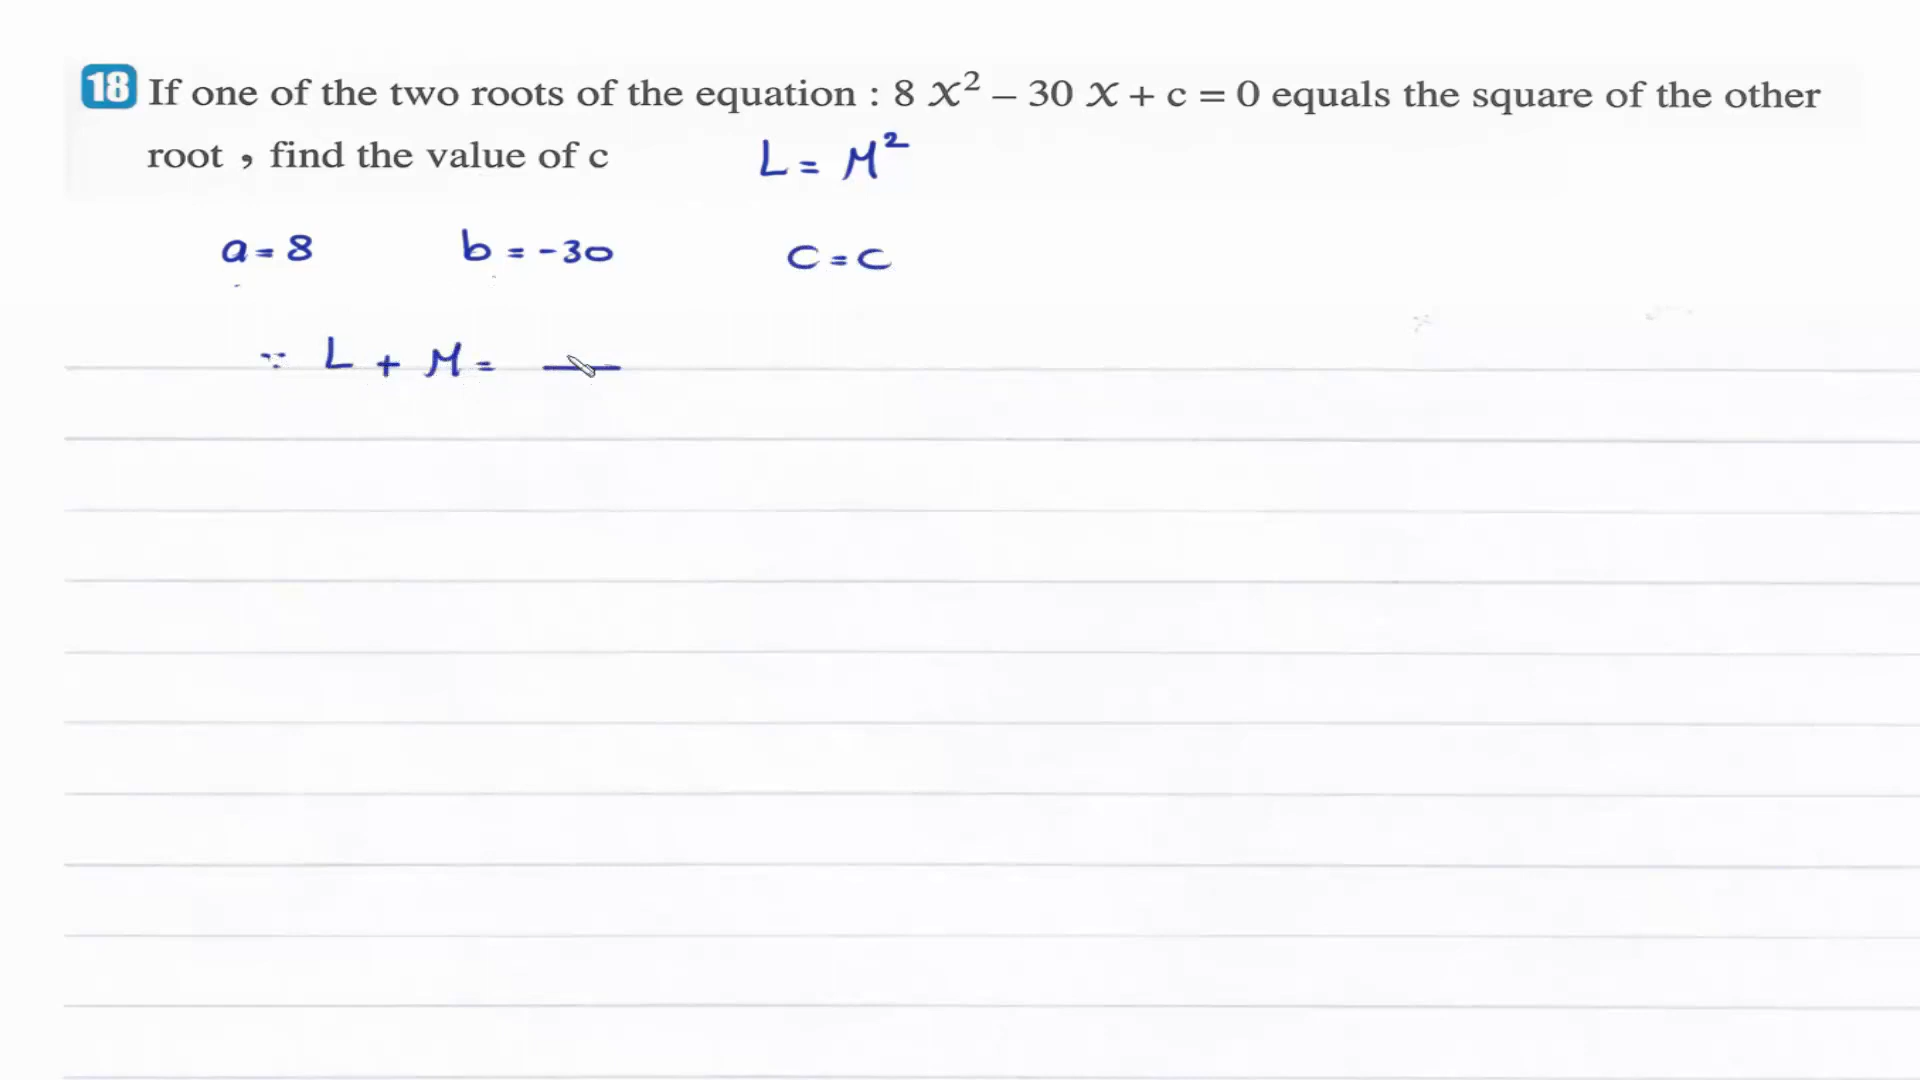 18 If one of the two roots of the equation : 8 x² – 30 x + c = 0 equals the square of the other
root , find the value of c
L = M²
a = 8 b = -30 c = c
∵ L + M =